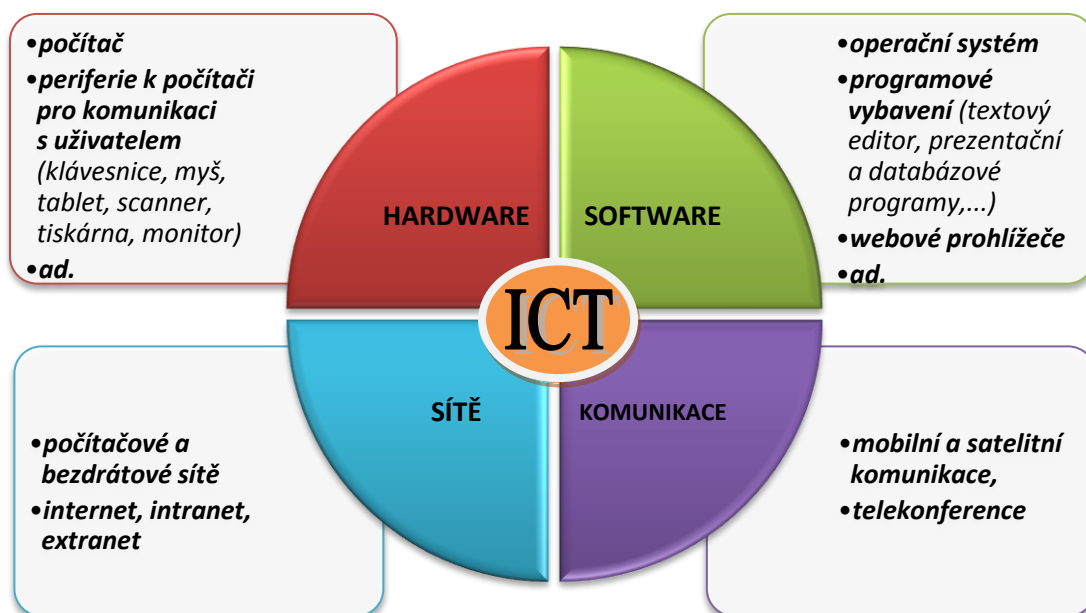 •počítač
•periferie k počítači
pro komunikaci
s uživatelem
(klávesnice, myš,
tablet, scanner,
tiskárna, monitor)
•ad.
HARDWARE
SOFTWARE
•operační systém
•programové
vybavení (textový
editor, prezentační
a databázové
programy,...)
•webové prohlížeče
•ad.
ICT
•počítačové a
bezdrátové sítě
•internet, intranet,
extranet
SÍTĚ
KOMUNIKACE
•mobilní a satelitní
komunikace,
•telekonference